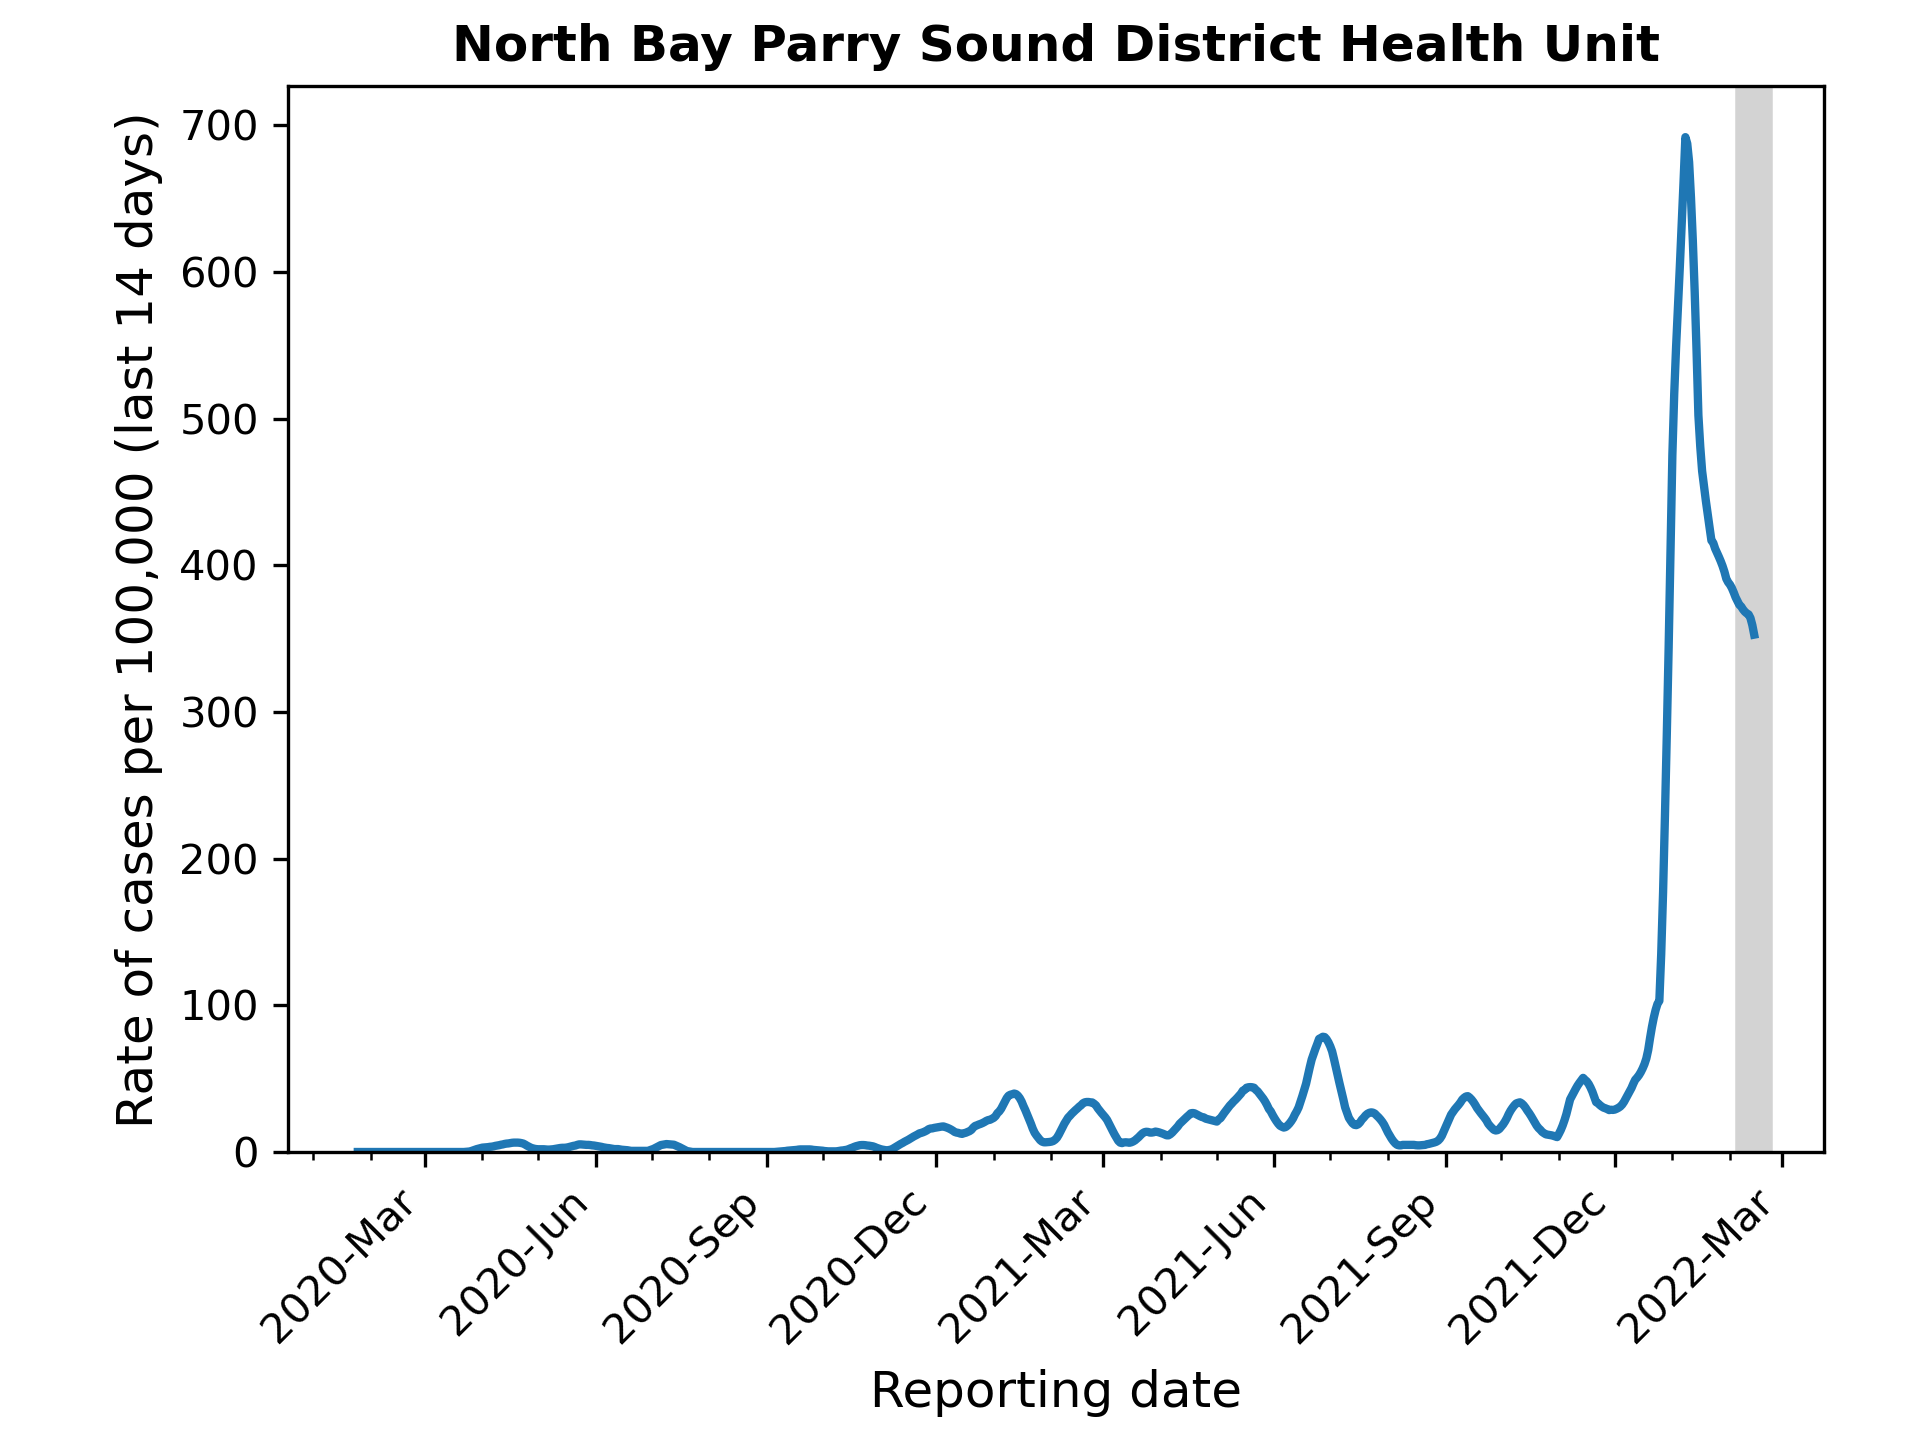 North Bay Parry Sound District Health Unit
Rate of cases per 100,000 (last 14 days)
700
600
500
400
300
200
100
0
2020-Mar
2020-Jun
2020-Sep
2020-Dec
2021-Mar
2021-Jun
2021-Sep
2021-Dec
2022-Mar
Reporting date